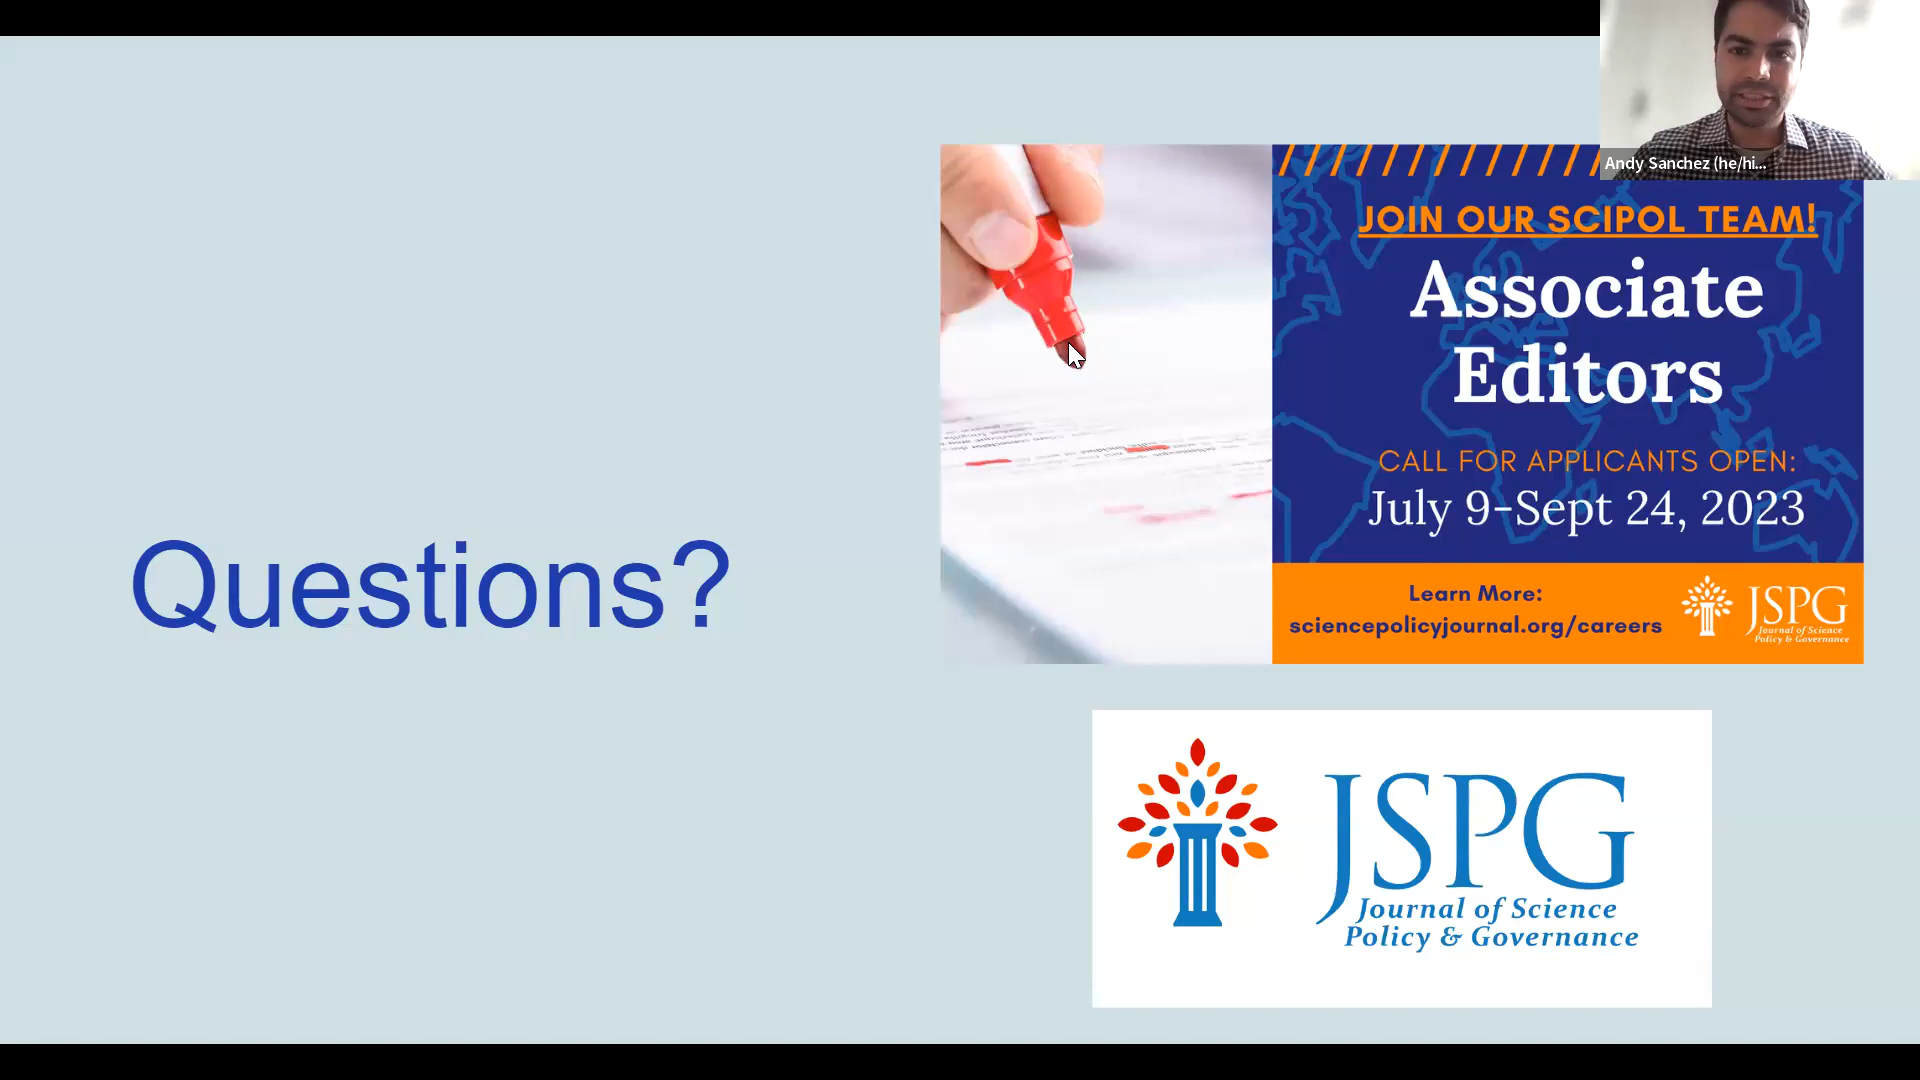 Andy Sanchez (he/hi...
JOIN OUR SCIPOL TEAM!
Associate
Editors
CALL FOR APPLICANTS OPEN:
July 9-Sept 24, 2023
Learn More:
sciencepolicyjournal.org/careers
JSPG
Journal of Science
Policy & Governance
Questions?
JSPG
Journal of Science
Policy & Governance